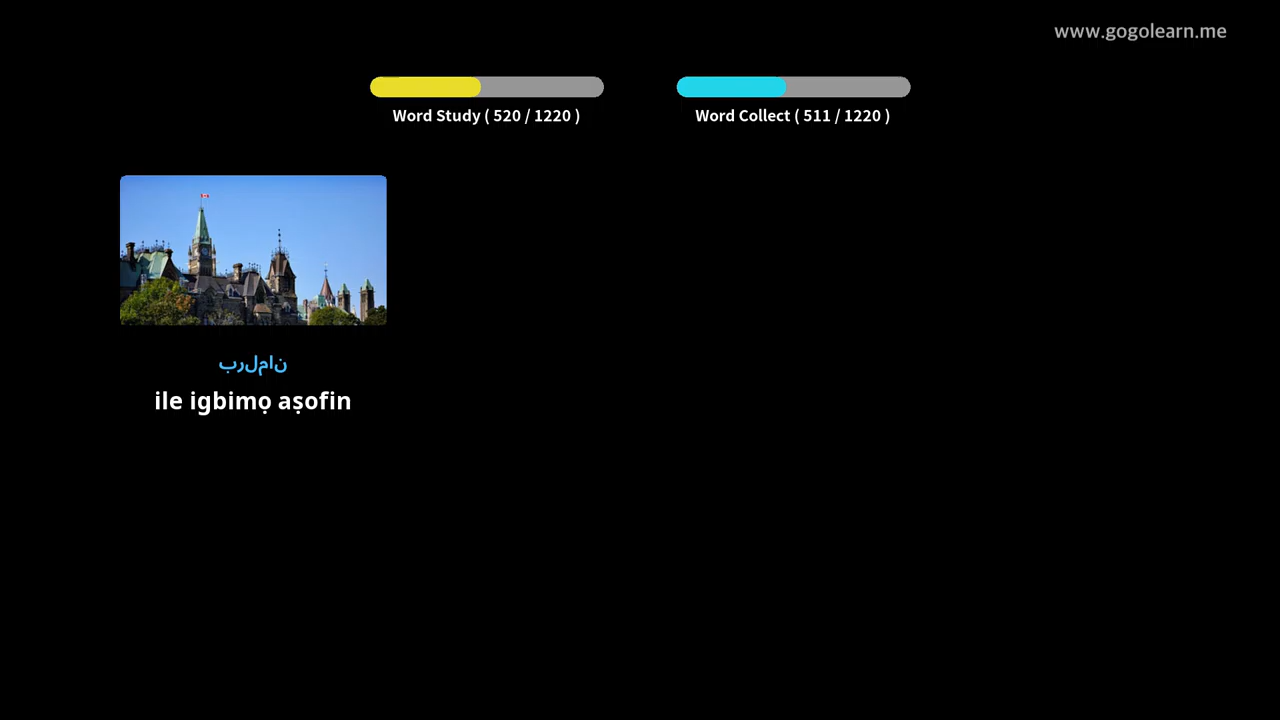 www.gogolearn.me
Word Study ( 520 / 1220 )
Word Collect ( 511 / 1220 )
برلمان
ile igbimọ aṣofin